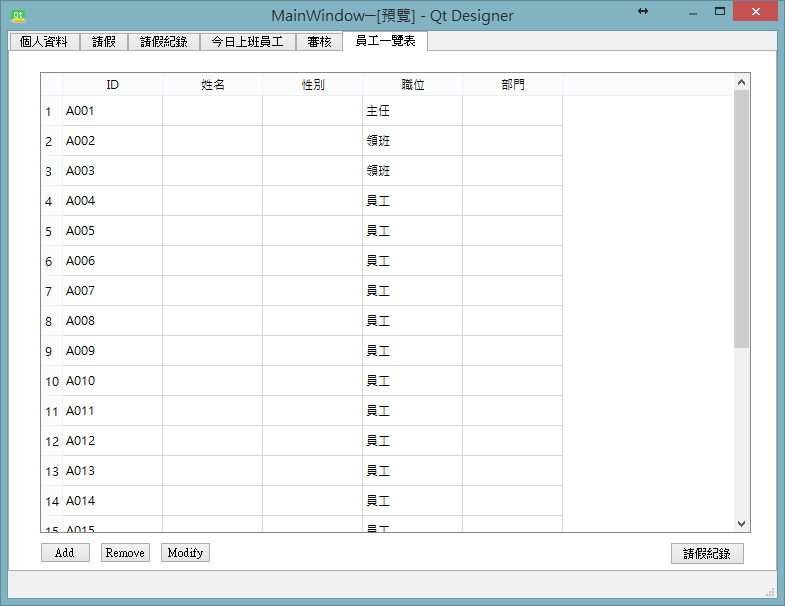 Qt
MainWindow─[預覽] - Qt Designer
個人資料 請假 請假紀錄 今日上班員工 審核 員工一覽表
ID 姓名 性別 職位 部門
1 A001 主任
2 A002 領班
3 A003 領班
4 A004 員工
5 A005 員工
6 A006 員工
7 A007 員工
8 A008 員工
9 A009 員工
10 A010 員工
11 A011 員工
12 A012 員工
13 A013 員工
14 A014 員工
15 A015 員工
Add Remove Modify 請假紀錄